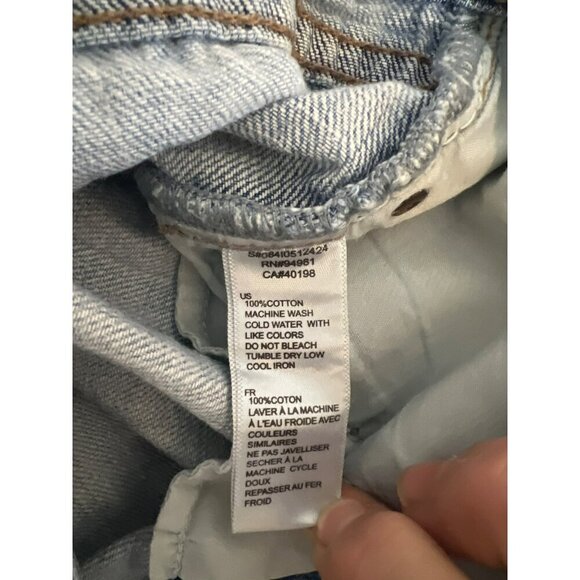 S#084I0512424
RN#94981
CA#40198
US
100%COTTON
MACHINE WASH
COLD WATER WITH
LIKE COLORS
DO NOT BLEACH
TUMBLE DRY LOW
COOL IRON
FR
100%COTON
LAVER À LA MACHINE
À L'EAU FROIDE AVEC
COULEURS
SIMILAIRES
NE PAS JAVELLISER
SECHER À LA
MACHINE CYCLE
DOUX
REPASSER AU FER
FROID